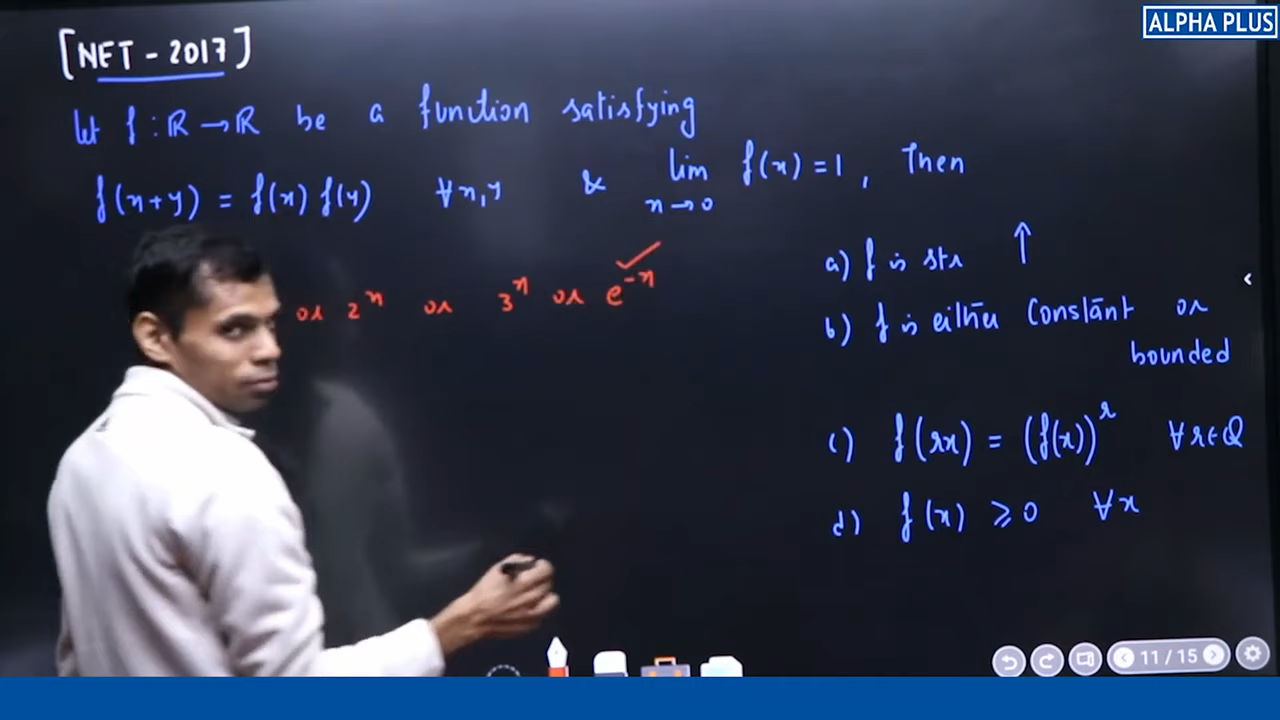 ALPHA PLUS
[NET - 2017]
let f : ℝ → ℝ be a function satisfying
f(x+y) = f(x) f(y) ∀x,y & lim f(x) = 1, Then
x→0
or 2^x or 3^x or e^-x ✓
a) f is str ↑
b) f is either Constant or
bounded
c) f(rx) = (f(x))^r ∀r∈Q
d) f(x) ⩾ 0 ∀x
11 / 15